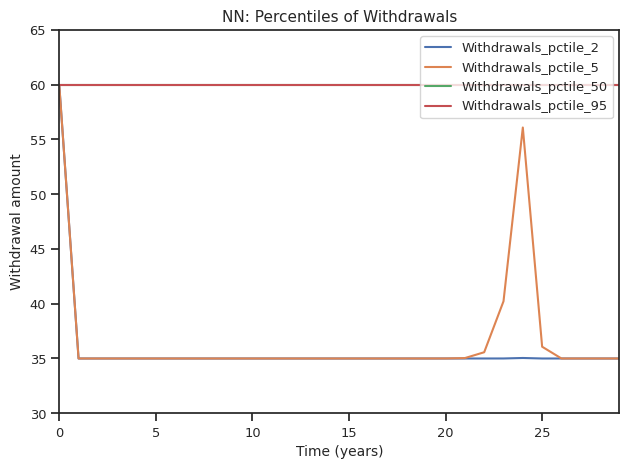 NN: Percentiles of Withdrawals
65
60
55
50
45
40
35
30
Withdrawal amount
Withdrawals_pctile_2
Withdrawals_pctile_5
Withdrawals_pctile_50
Withdrawals_pctile_95
0 5 10 15 20 25
Time (years)